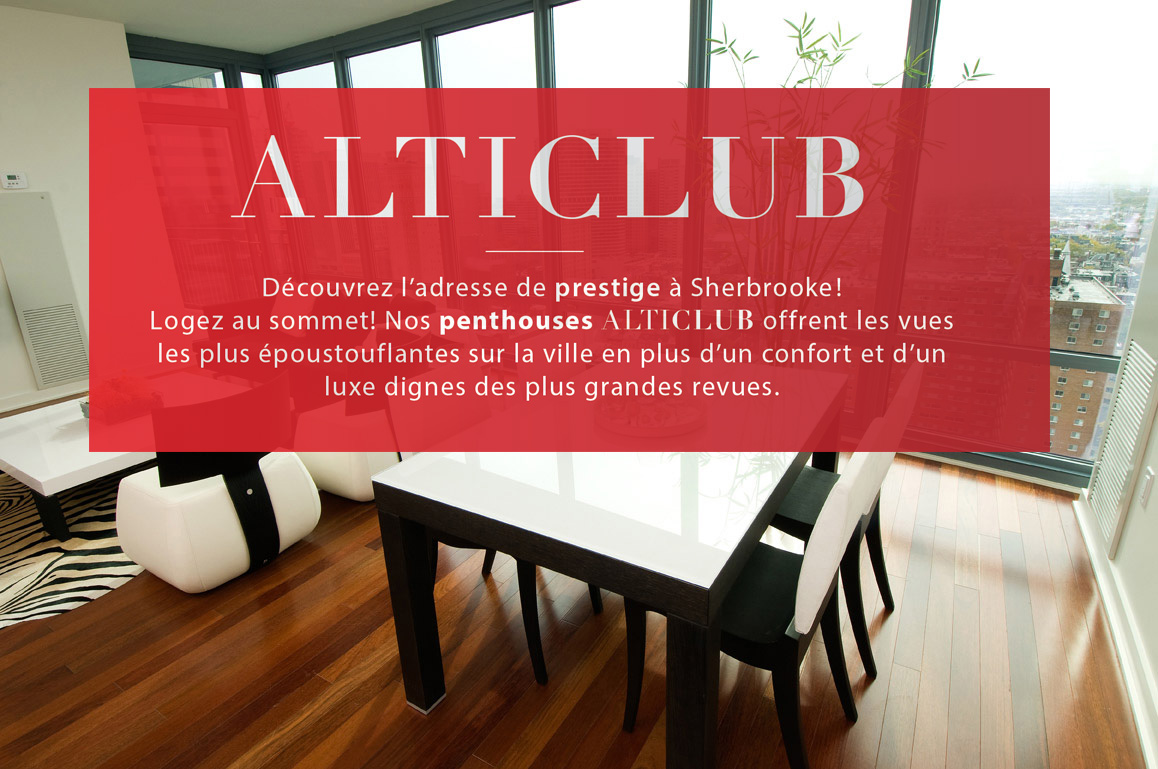 ALTICLUB
Découvrez l’adresse de prestige à Sherbrooke!
Logez au sommet! Nos penthouses ALTICLUB offrent les vues
les plus époustouflantes sur la ville en plus d’un confort et d’un
luxe dignes des plus grandes revues.